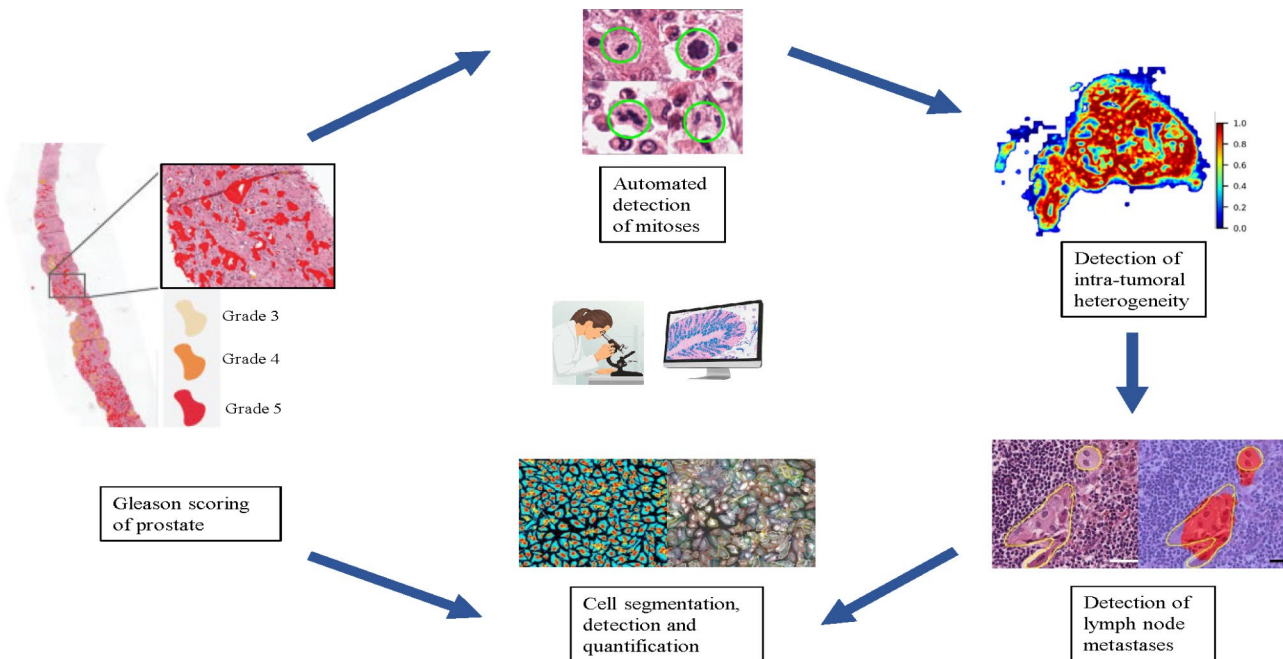 Automated
detection
of mitoses
1.0
0.8
0.6
0.4
0.2
0.0
Detection of
intra-tumoral
heterogeneity
Grade 3
Grade 4
Grade 5
Gleason scoring
of prostate
Cell segmentation,
detection and
quantification
Detection of
lymph node
metastases